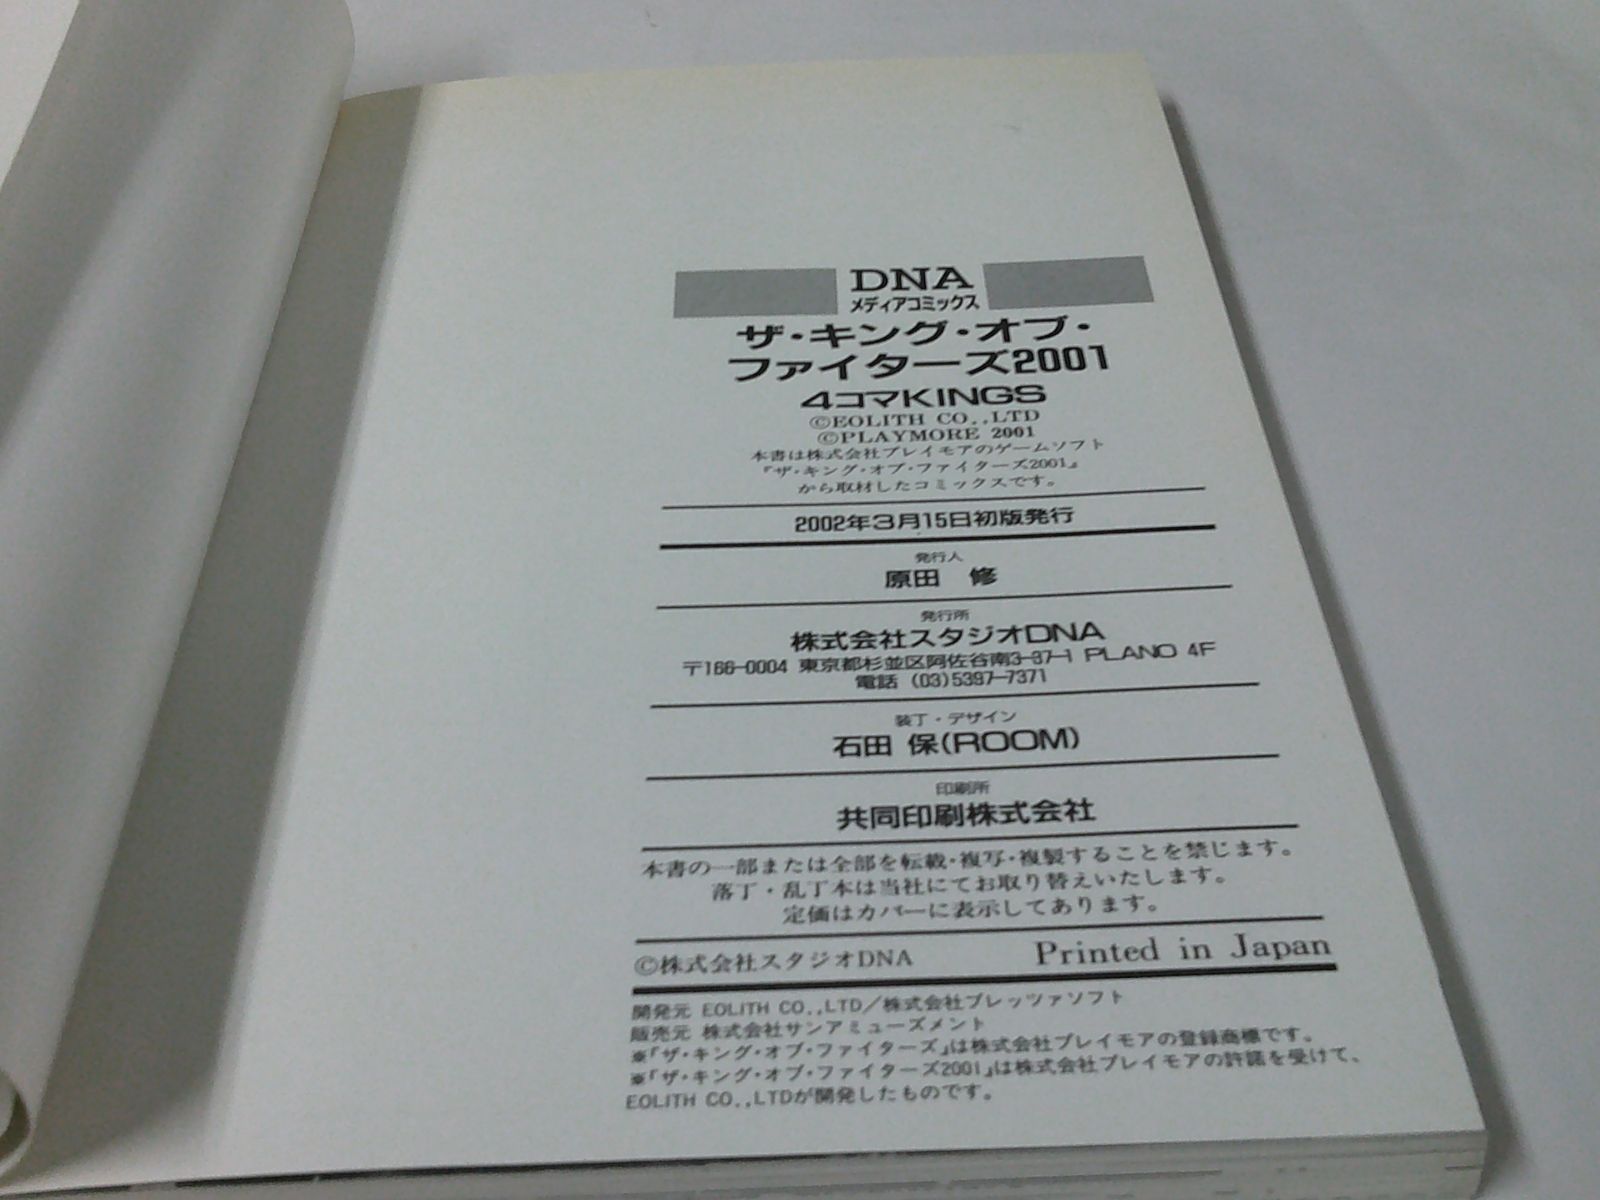 DNA
メディアコミックス
ザ・キング・オブ・
ファイターズ2001
4コマKINGS
©EOLITH CO.,LTD
©PLAYMORE 2001
本書は株式会社プレイモアのゲームソフト
『ザ・キング・オブ・ファイターズ2001』
から取材したコミックスです。
2002年3月15日初版発行
発行人
原田 修
発行所
株式会社スタジオDNA
〒166-0004 東京都杉並区阿佐谷南3-37-1 PLANO 4F
電話 (03)5397-7371
装丁・デザイン
石田 保(ROOM)
印刷所
共同印刷株式会社
本書の一部または全部を転載・複写・複製することを禁じます。
落丁・乱丁本は当社にてお取り替えいたします。
定価はカバーに表示してあります。
©株式会社スタジオDNA Printed in Japan
開発元 EOLITH CO.,LTD/株式会社ブレッツァソフト
販売元 株式会社サンアミューズメント
※「ザ・キング・オブ・ファイターズ」は株式会社プレイモアの登録商標です。
※「ザ・キング・オブ・ファイターズ2001」は株式会社プレイモアの許諾を受けて、
EOLITH CO.,LTDが開発したものです。